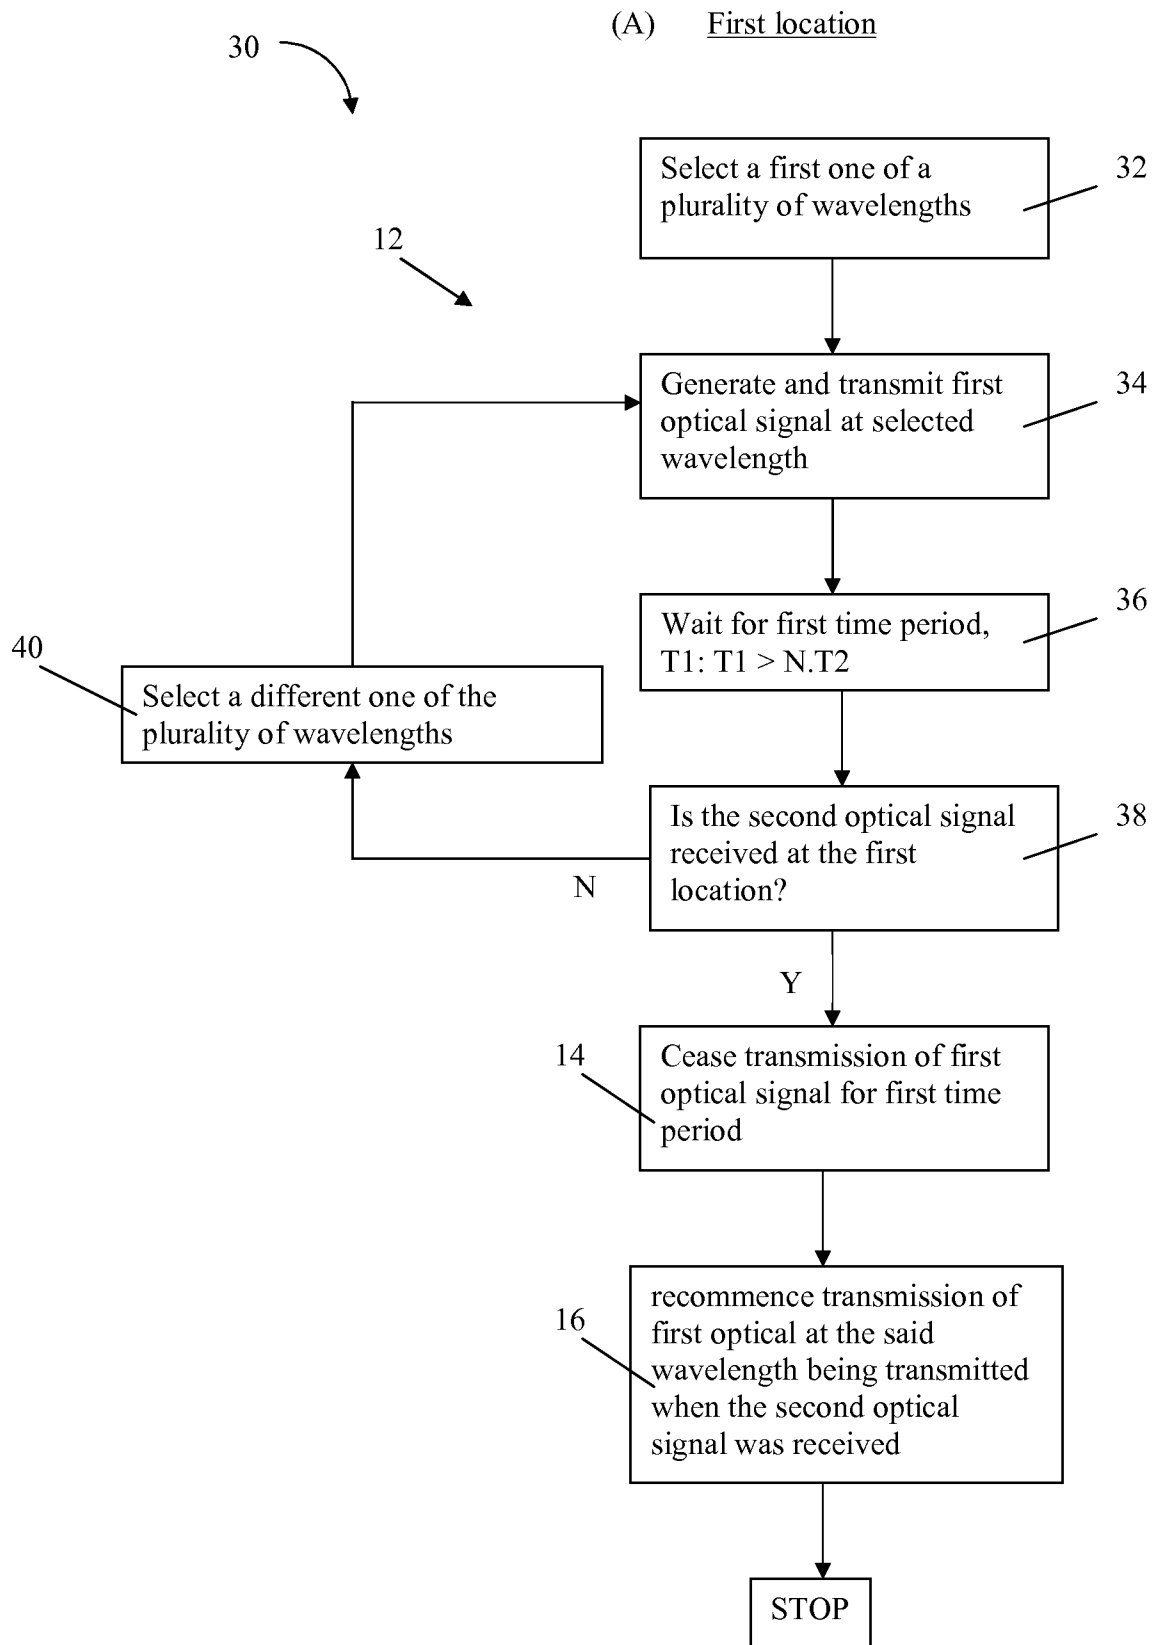 (A) First location
30
Select a first one of a
plurality of wavelengths
32
12
Generate and transmit first
optical signal at selected
wavelength
34
Wait for first time period,
T1: T1 > N.T2
36
40
Select a different one of the
plurality of wavelengths
Is the second optical signal
received at the first
location?
38
N
Y
14
Cease transmission of first
optical signal for first time
period
16
recommence transmission of
first optical at the said
wavelength being transmitted
when the second optical
signal was received
STOP